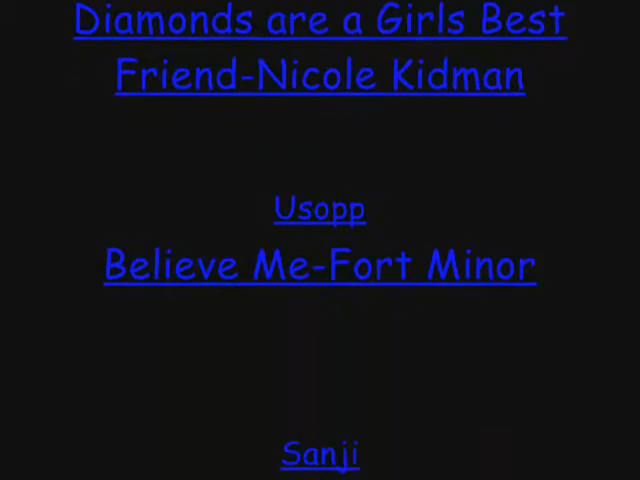 Diamonds are a Girls Best
Friend-Nicole Kidman
Usopp
Believe Me-Fort Minor
Sanji